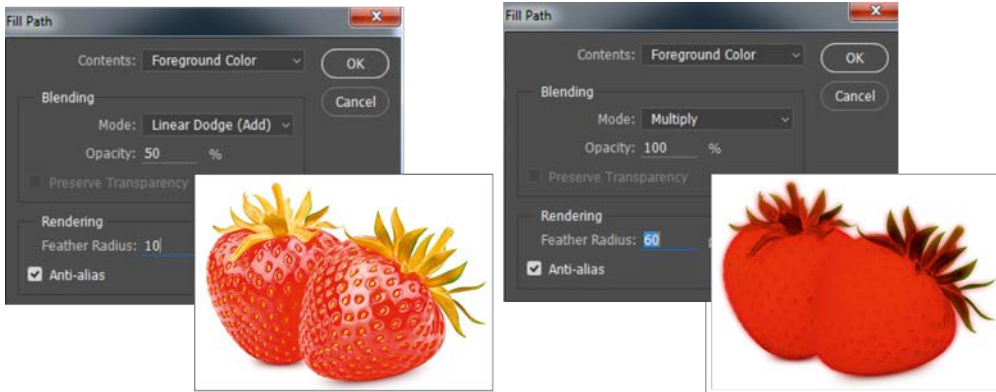 Fill Path
Contents: Foreground Color
OK
Blending
Cancel
Mode: Linear Dodge (Add)
Opacity: 50 %
Preserve Transparency
Rendering
Feather Radius: 10
Anti-alias
Fill Path
Contents: Foreground Color
OK
Blending
Cancel
Mode: Multiply
Opacity: 100 %
Preserve Transparency
Rendering
Feather Radius: 60
Anti-alias